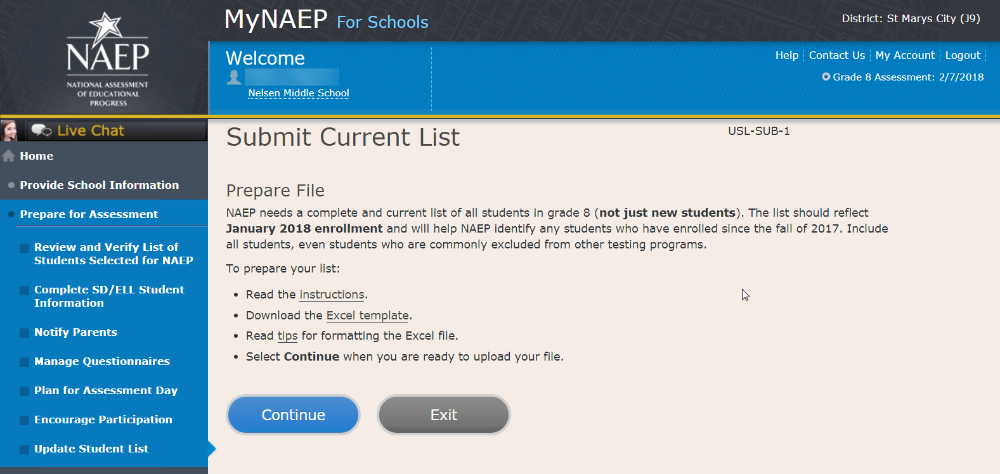 NAEP
NATIONAL ASSESSMENT
OF EDUCATIONAL
PROGRESS
MyNAEP For Schools
District: St Marys City (J9)
Welcome
Nelsen Middle School
Help Contact Us My Account Logout
Grade 8 Assessment: 2/7/2018
Live Chat
Home
Provide School Information
Prepare for Assessment
Review and Verify List of
Students Selected for NAEP
Complete SD/ELL Student
Information
Notify Parents
Manage Questionnaires
Plan for Assessment Day
Encourage Participation
Update Student List
Submit Current List
USL-SUB-1
Prepare File
NAEP needs a complete and current list of all students in grade 8 (not just new students). The list should reflect
January 2018 enrollment and will help NAEP identify any students who have enrolled since the fall of 2017. Include
all students, even students who are commonly excluded from other testing programs.
To prepare your list:
• Read the instructions.
• Download the Excel template.
• Read tips for formatting the Excel file.
• Select Continue when you are ready to upload your file.
Continue
Exit